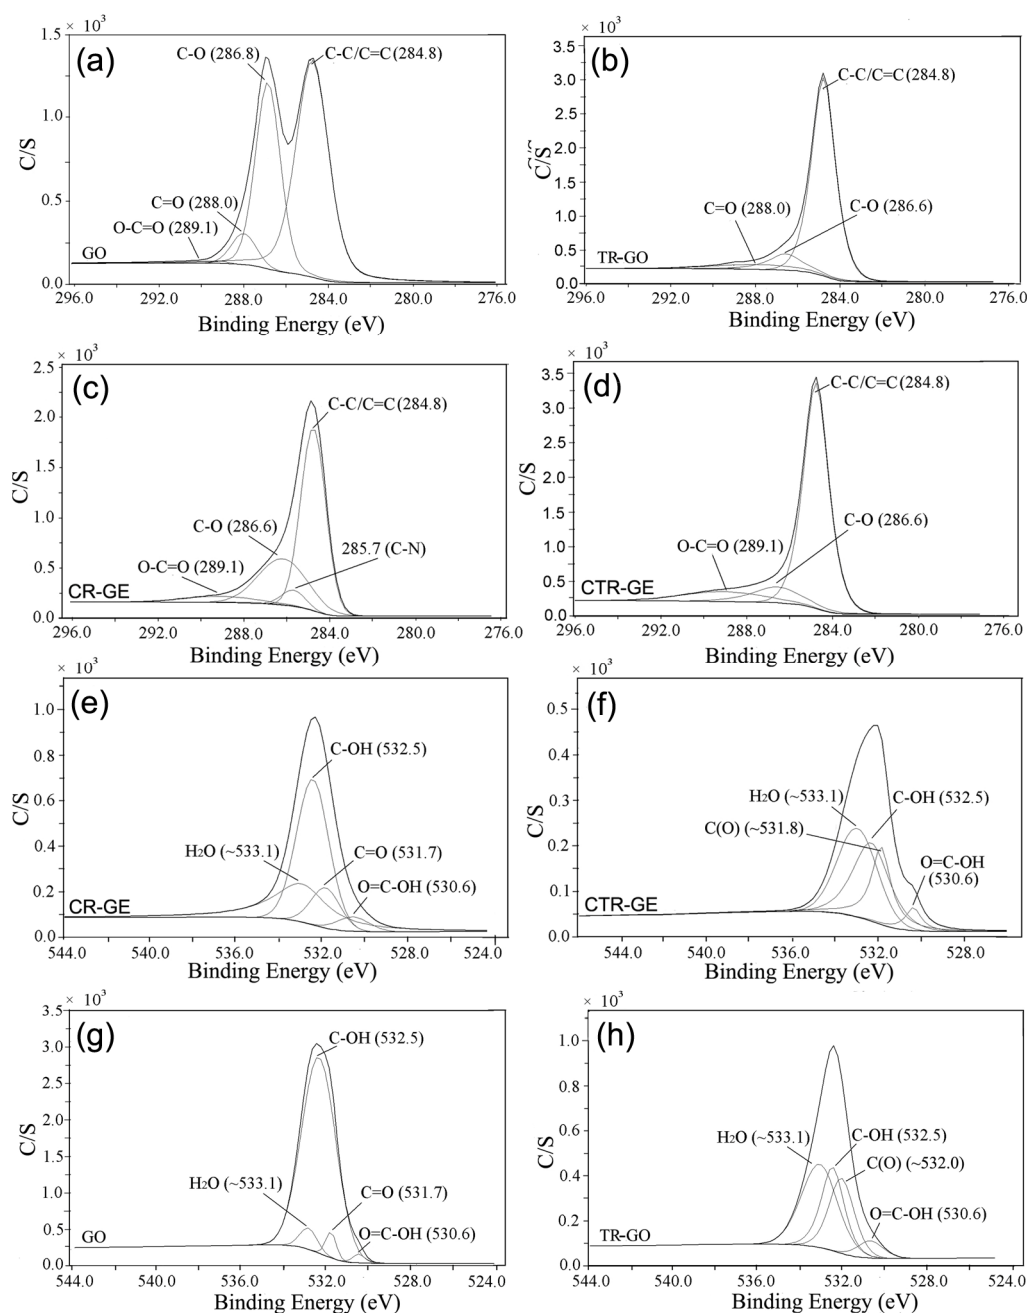 × 10³
(a)
C-O (286.8)
C-C/C=C (284.8)
C=O (288.0)
O-C=O (289.1)
GO
C/S
1.5
1.0
0.5
0.0
296.0 292.0 288.0 284.0 280.0 276.0
Binding Energy (eV)
× 10³
(b)
C-C/C=C (284.8)
C=O (288.0)
C-O (286.6)
TR-GO
C/S
3.5
3.0
2.5
2.0
1.5
1.0
0.5
0.0
296.0 292.0 288.0 284.0 280.0 276.0
Binding Energy (eV)
× 10³
(c)
C-C/C=C (284.8)
C-O (286.6)
285.7 (C-N)
O-C=O (289.1)
CR-GE
C/S
2.5
2.0
1.5
1.0
0.5
0.0
296.0 292.0 288.0 284.0 280.0 276.0
Binding Energy (eV)
× 10³
(d)
C-C/C=C (284.8)
C-O (286.6)
O-C=O (289.1)
CTR-GE
C/S
3.5
3.0
2.5
2.0
1.5
1.0
0.5
0.0
296.0 292.0 288.0 284.0 280.0 276.0
Binding Energy (eV)
× 10³
(e)
C-OH (532.5)
H2O (~533.1)
C=O (531.7)
O=C-OH (530.6)
CR-GE
C/S
1.0
0.8
0.6
0.4
0.2
0.0
544.0 540.0 536.0 532.0 528.0 524.0
Binding Energy (eV)
× 10³
(f)
H2O (~533.1)
C-OH (532.5)
C(O) (~531.8)
O=C-OH
(530.6)
CTR-GE
C/S
0.5
0.4
0.3
0.2
0.1
0.0
544.0 540.0 536.0 532.0 528.0
Binding Energy (eV)
× 10³
(g)
C-OH (532.5)
H2O (~533.1)
C=O (531.7)
O=C-OH (530.6)
GO
C/S
3.5
3.0
2.5
2.0
1.5
1.0
0.5
0.0
544.0 540.0 536.0 532.0 528.0 524.0
Binding Energy (eV)
× 10³
(h)
H2O (~533.1)
C-OH (532.5)
C(O) (~532.0)
O=C-OH (530.6)
TR-GO
C/S
1.0
0.8
0.6
0.4
0.2
0.0
544.0 540.0 536.0 532.0 528.0 524.0
Binding Energy (eV)